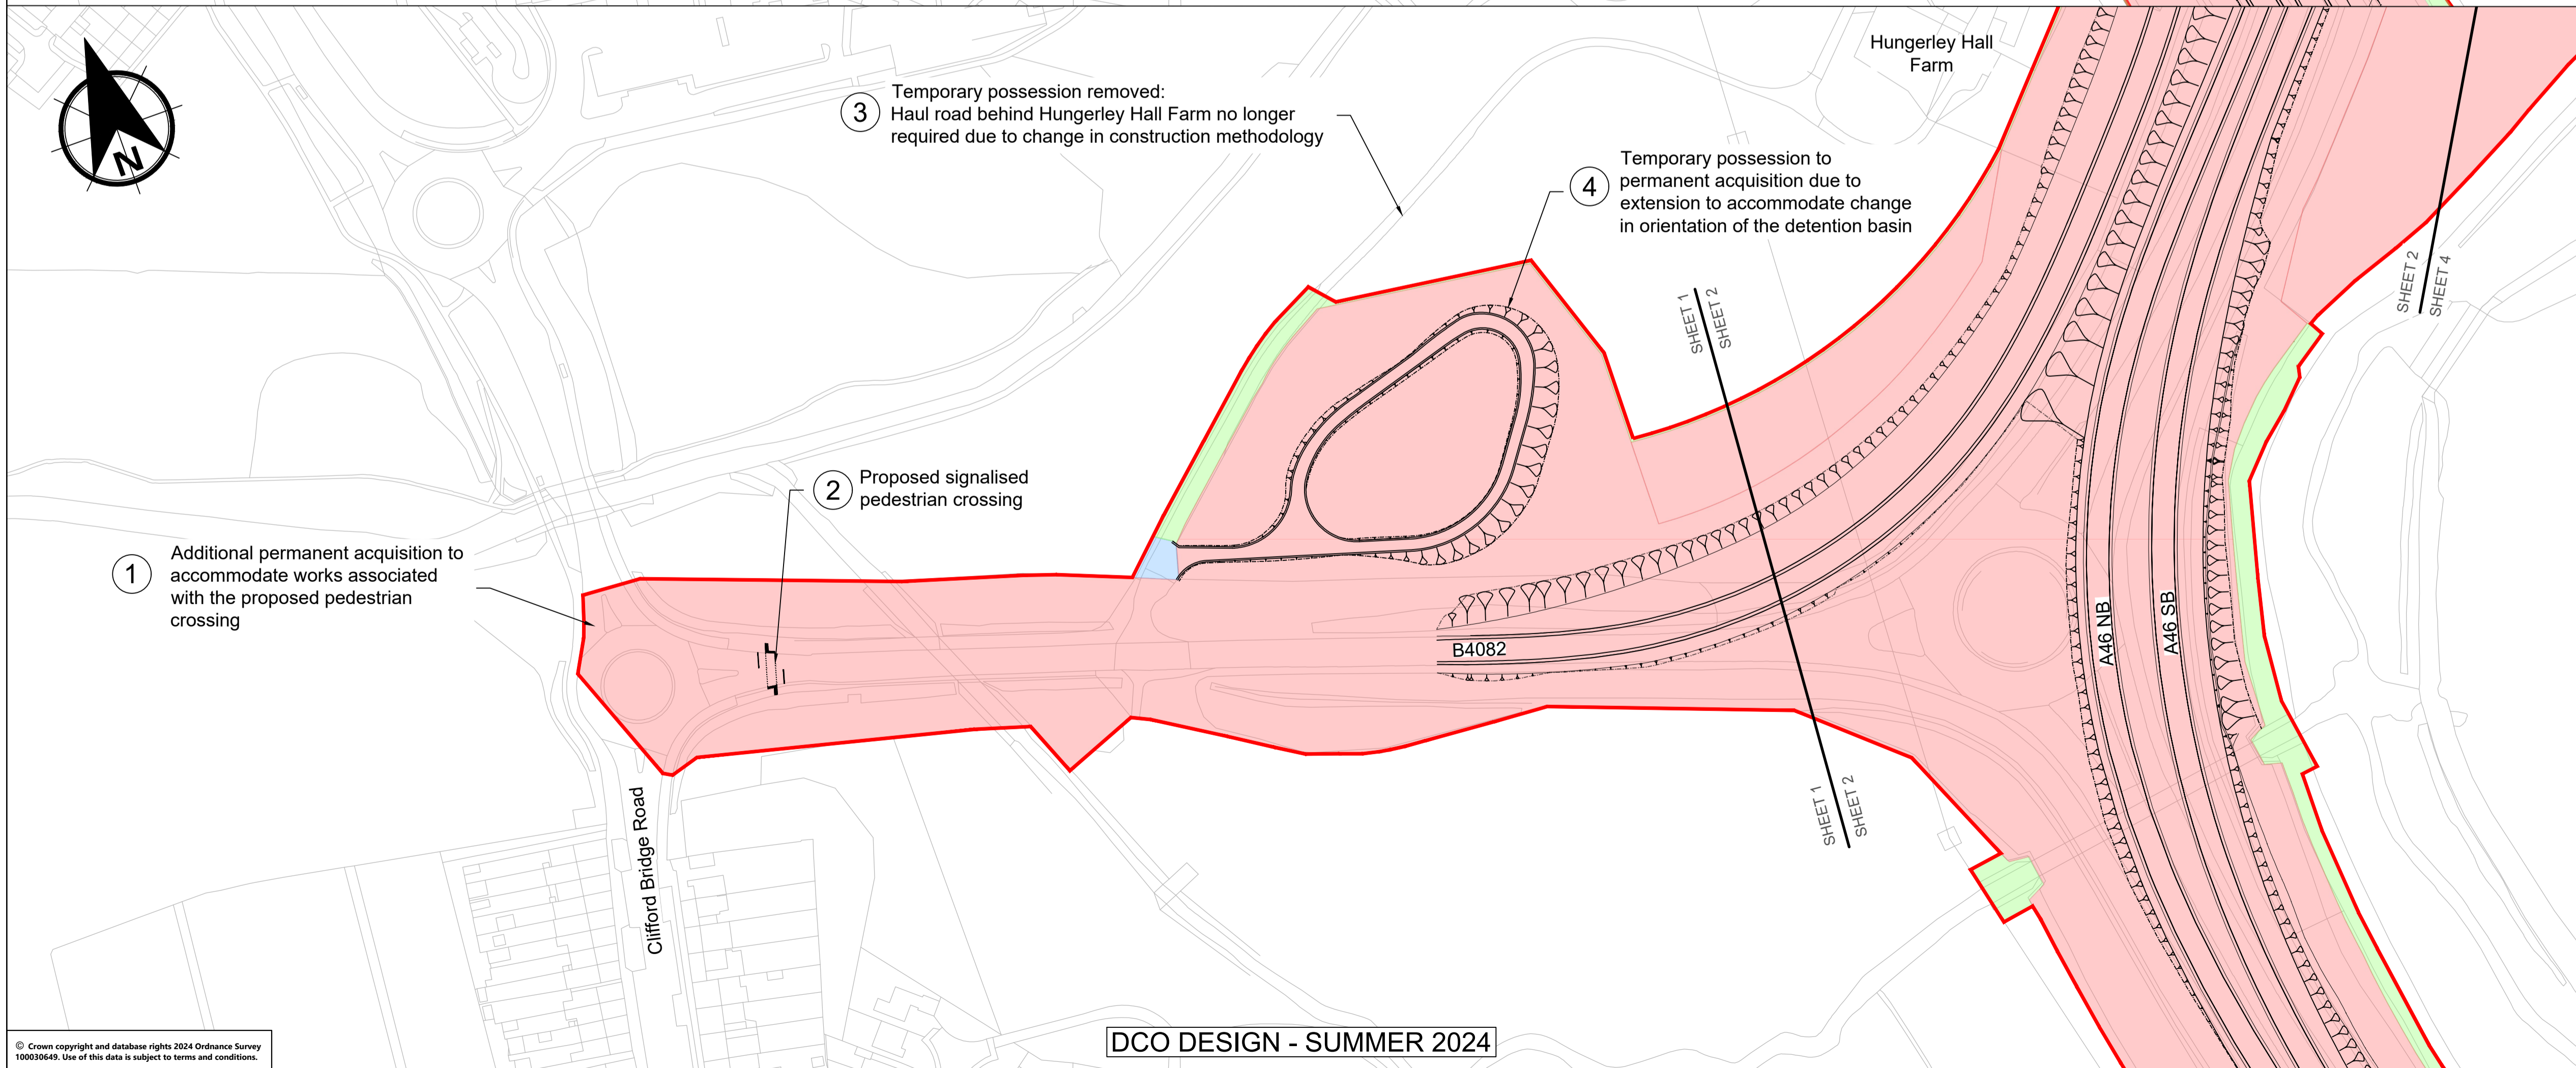 Hungerley Hall
Farm
N
3
Temporary possession removed:
Haul road behind Hungerley Hall Farm no longer
required due to change in construction methodology
4
Temporary possession to
permanent acquisition due to
extension to accommodate change
in orientation of the detention basin
SHEET 1
SHEET 2
SHEET 2
SHEET 4
2
Proposed signalised
pedestrian crossing
1
Additional permanent acquisition to
accommodate works associated
with the proposed pedestrian
crossing
B4082
A46 NB
A46 SB
SHEET 1
SHEET 2
Clifford Bridge Road
DCO DESIGN - SUMMER 2024
© Crown copyright and database rights 2024 Ordnance Survey
100030649. Use of this data is subject to terms and conditions.